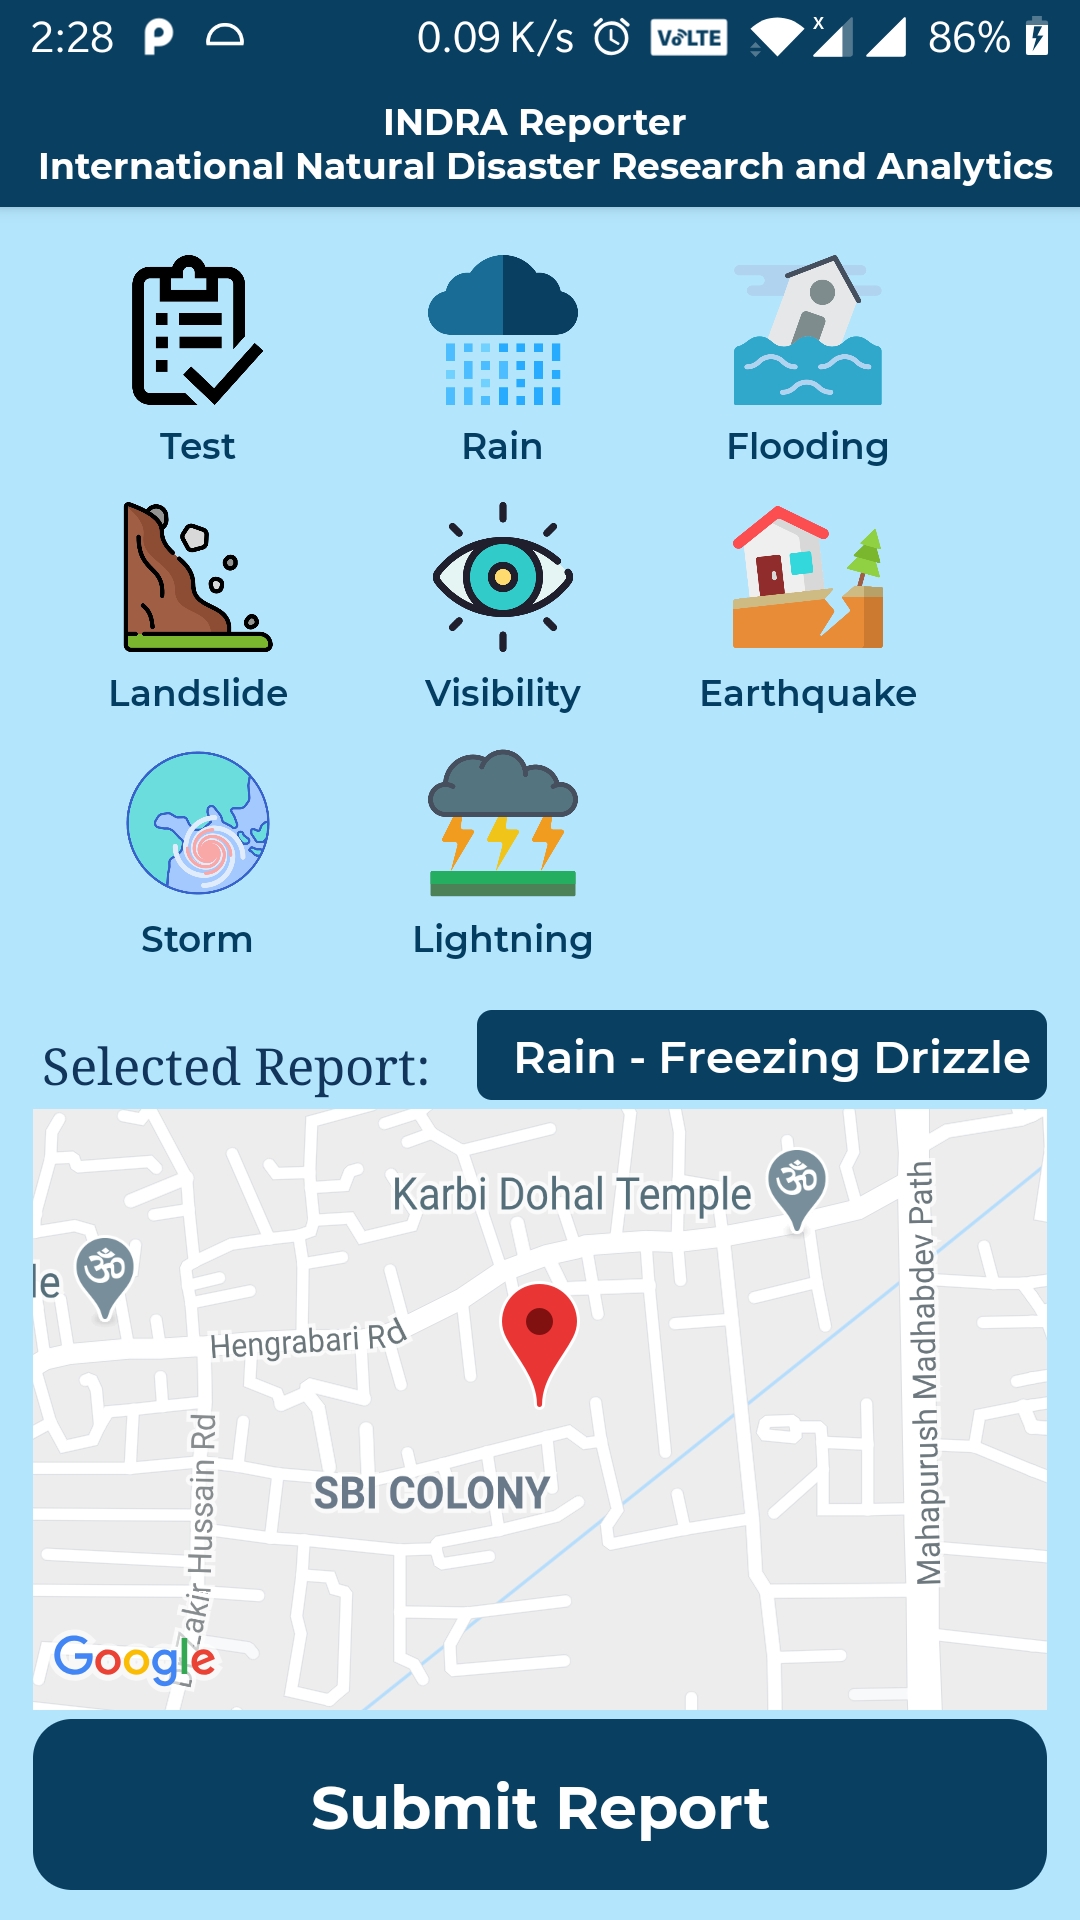 2:28 0.09 K/s VoLTE x 86%
INDRA Reporter
International Natural Disaster Research and Analytics
Test Rain Flooding
Landslide Visibility Earthquake
Storm Lightning
Selected Report: Rain - Freezing Drizzle
Karbi Dohal Temple
ॐ
ॐ
le
Mahapurush Madhabdev Path
Hengrabari Rd
SBI COLONY
Zakir Hussain Rd
Google
Submit Report